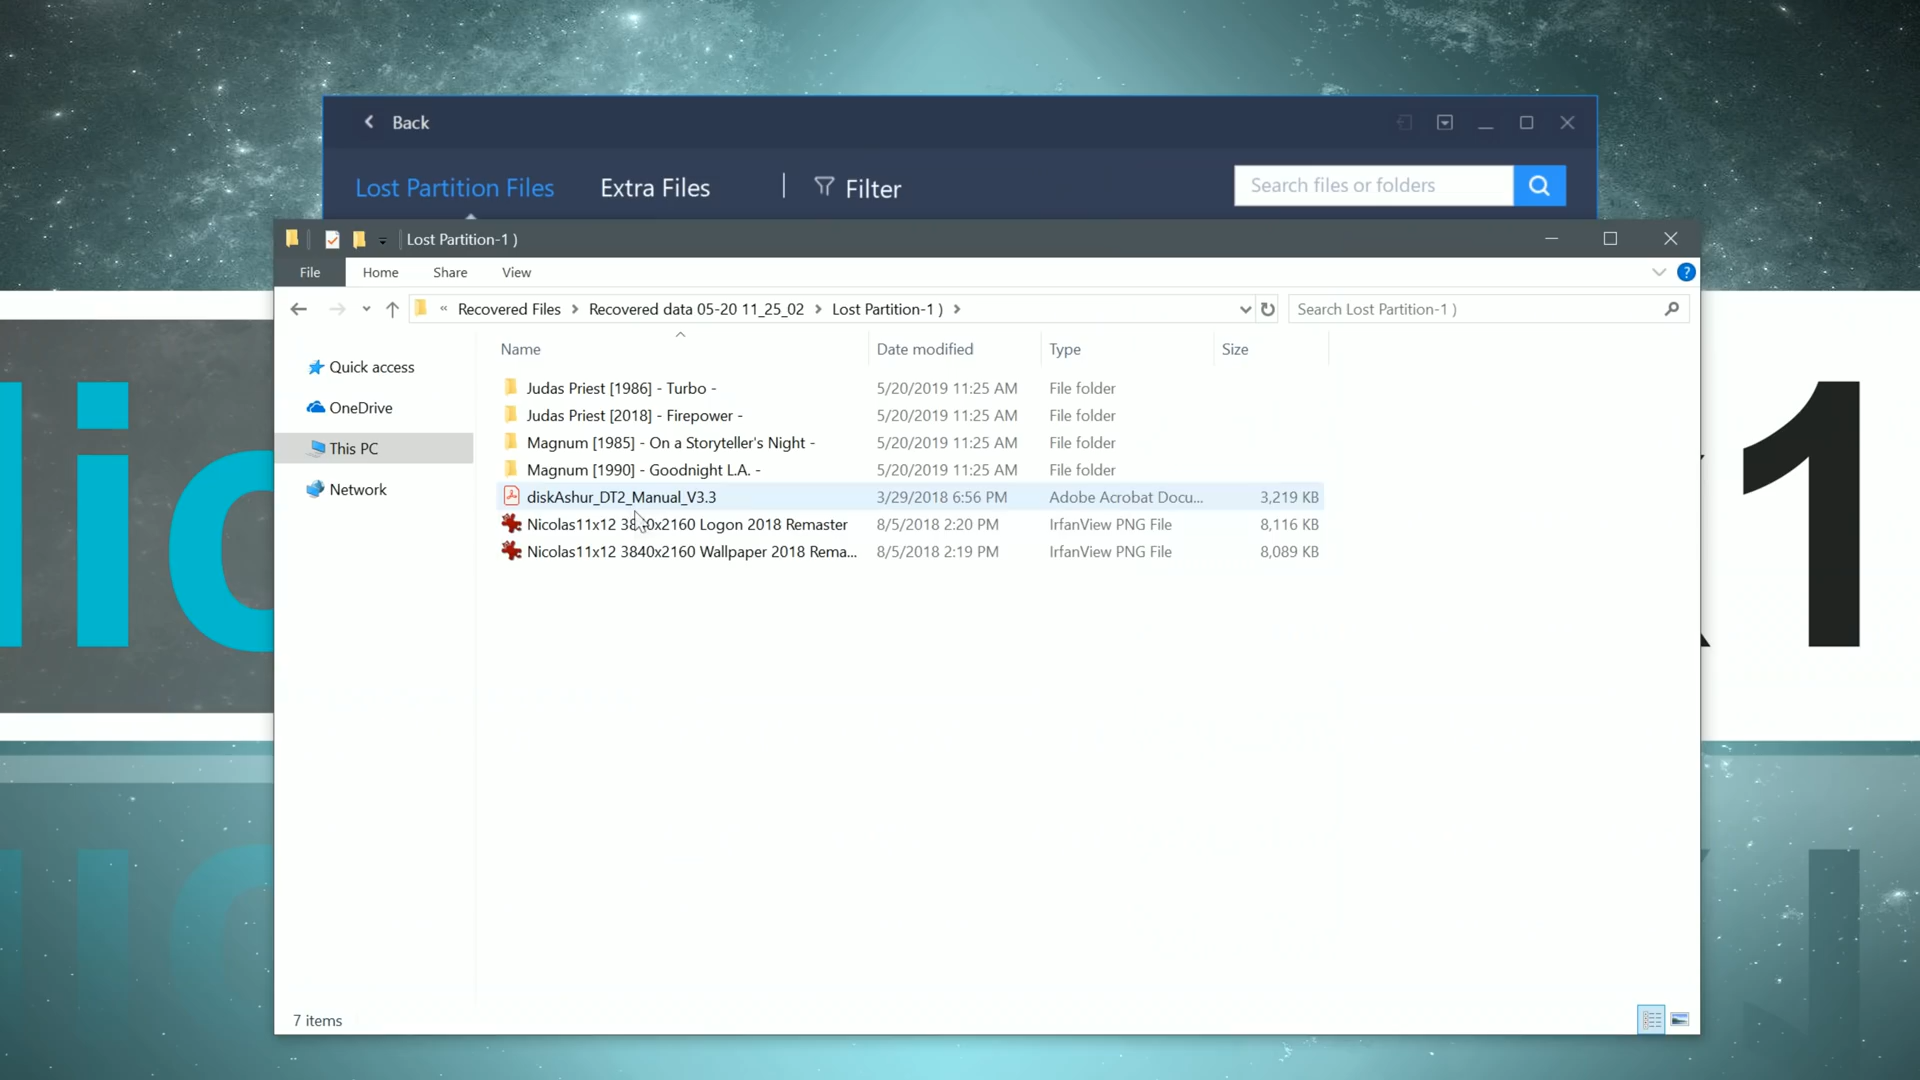 Back
Lost Partition Files Extra Files Filter Search files or folders
Lost Partition-1 )
File Home Share View ?
« Recovered Files > Recovered data 05-20 11_25_02 > Lost Partition-1 ) > Search Lost Partition-1 )
Name Date modified Type Size
Quick access
OneDrive
This PC
Network
Judas Priest [1986] - Turbo - 5/20/2019 11:25 AM File folder
Judas Priest [2018] - Firepower - 5/20/2019 11:25 AM File folder
Magnum [1985] - On a Storyteller's Night - 5/20/2019 11:25 AM File folder
Magnum [1990] - Goodnight L.A. - 5/20/2019 11:25 AM File folder
diskAshur_DT2_Manual_V3.3 3/29/2018 6:56 PM Adobe Acrobat Docu... 3,219 KB
Nicolas11x12 3840x2160 Logon 2018 Remaster 8/5/2018 2:20 PM IrfanView PNG File 8,116 KB
Nicolas11x12 3840x2160 Wallpaper 2018 Rema... 8/5/2018 2:19 PM IrfanView PNG File 8,089 KB
7 items